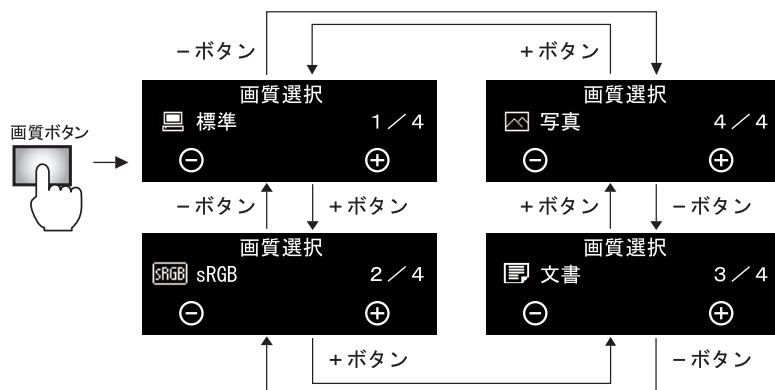 －ボタン
＋ボタン
画質ボタン
画質選択
標準 1／4
画質選択
写真 4／4
－ボタン
＋ボタン
＋ボタン
－ボタン
画質選択
sRGB sRGB 2／4
画質選択
文書 3／4
＋ボタン
－ボタン